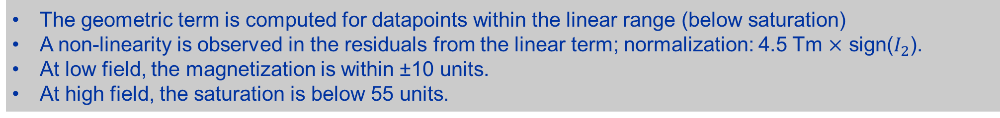 • The geometric term is computed for datapoints within the linear range (below saturation)
• A non-linearity is observed in the residuals from the linear term; normalization: 4.5 Tm × sign(𝐼₂).
• At low field, the magnetization is within ±10 units.
• At high field, the saturation is below 55 units.